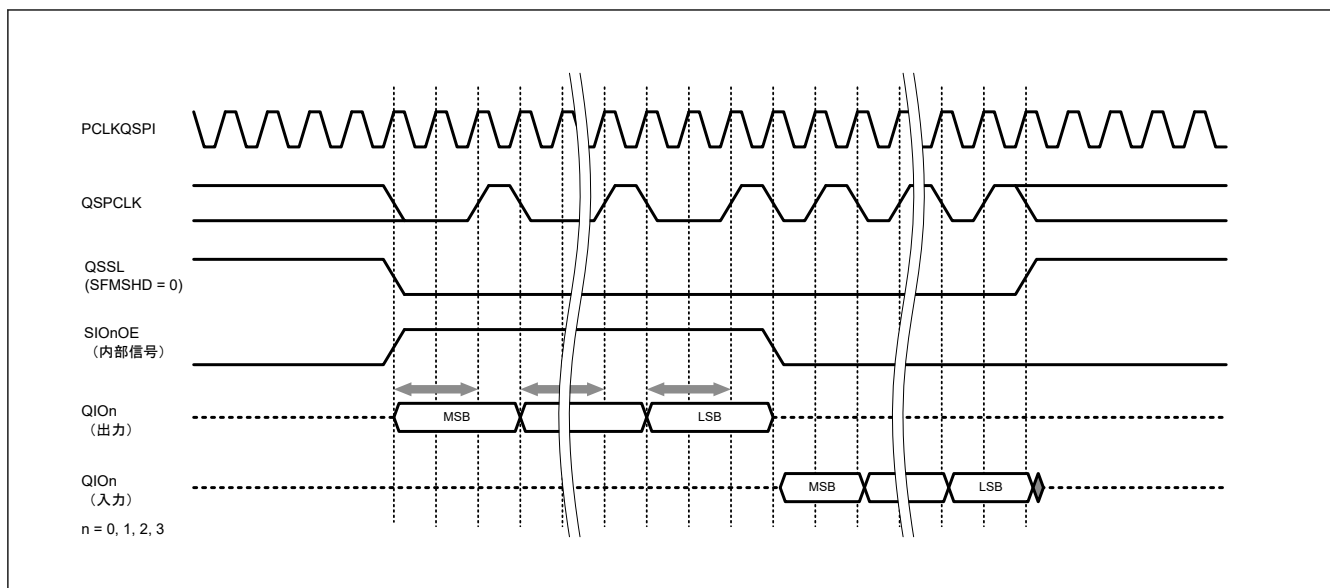 PCLKQSPI
QSPCLK
QSSL
(SFMSHD = 0)
SIOnOE
（内部信号）
QIOn
（出力）
MSB
LSB
QIOn
（入力）
MSB
LSB
n = 0, 1, 2, 3